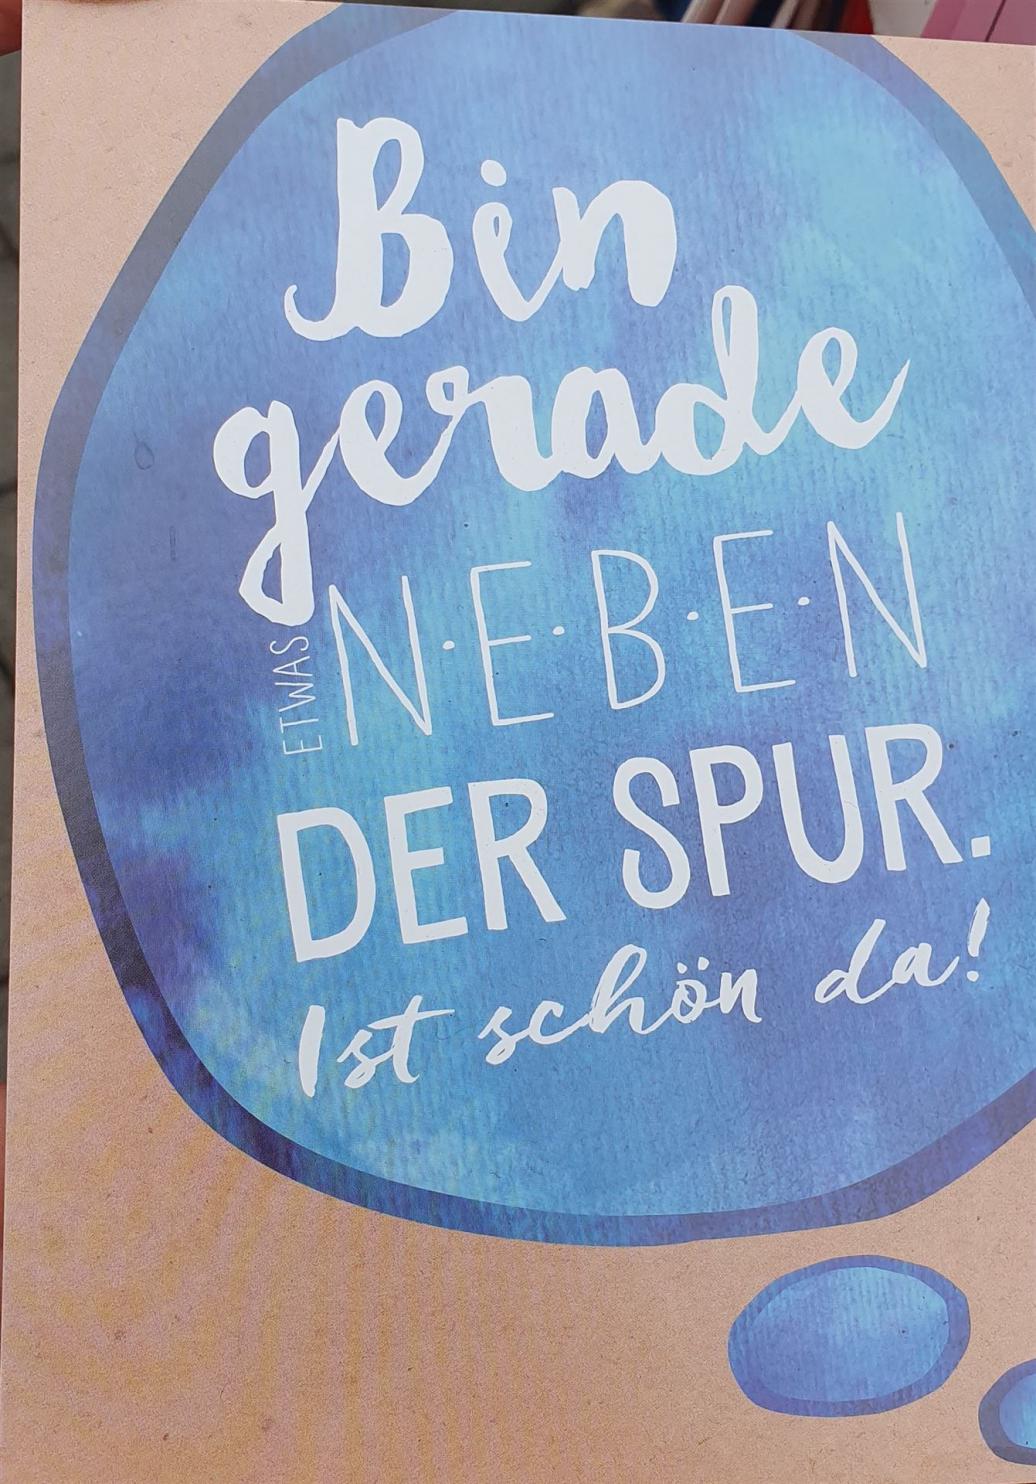 Bin
gerade
ETWAS N·E·B·E·N
DER SPUR.
Ist schön da!